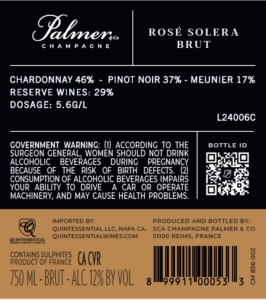 Palmer & Co
CHAMPAGNE
ROSÉ SOLERA
BRUT
CHARDONNAY 46% - PINOT NOIR 37% - MEUNIER 17%
RESERVE WINES: 29%
DOSAGE: 5.6G/L
L24006C
GOVERNMENT WARNING: (1) ACCORDING TO THE
SURGEON GENERAL, WOMEN SHOULD NOT DRINK
ALCOHOLIC BEVERAGES DURING PREGNANCY
BECAUSE OF THE RISK OF BIRTH DEFECTS. (2)
CONSUMPTION OF ALCOHOLIC BEVERAGES IMPAIRS
YOUR ABILITY TO DRIVE A CAR OR OPERATE
MACHINERY, AND MAY CAUSE HEALTH PROBLEMS.
BOTTLE ID
QUINTESSENTIAL
IMPORTED BY:
QUINTESSENTIAL LLC, NAPA CA.
QUINTESSENTIALWINES.COM
PRODUCED AND BOTTLED BY:
SCA CHAMPAGNE PALMER & CO
51100 REIMS, FRANCE
CONTAINS SULPHITES
PRODUCT OF FRANCE CA CVR
750 ML - BRUT - ALC. 12% BY VOL.
8 99911 00053 3
CM 836-002